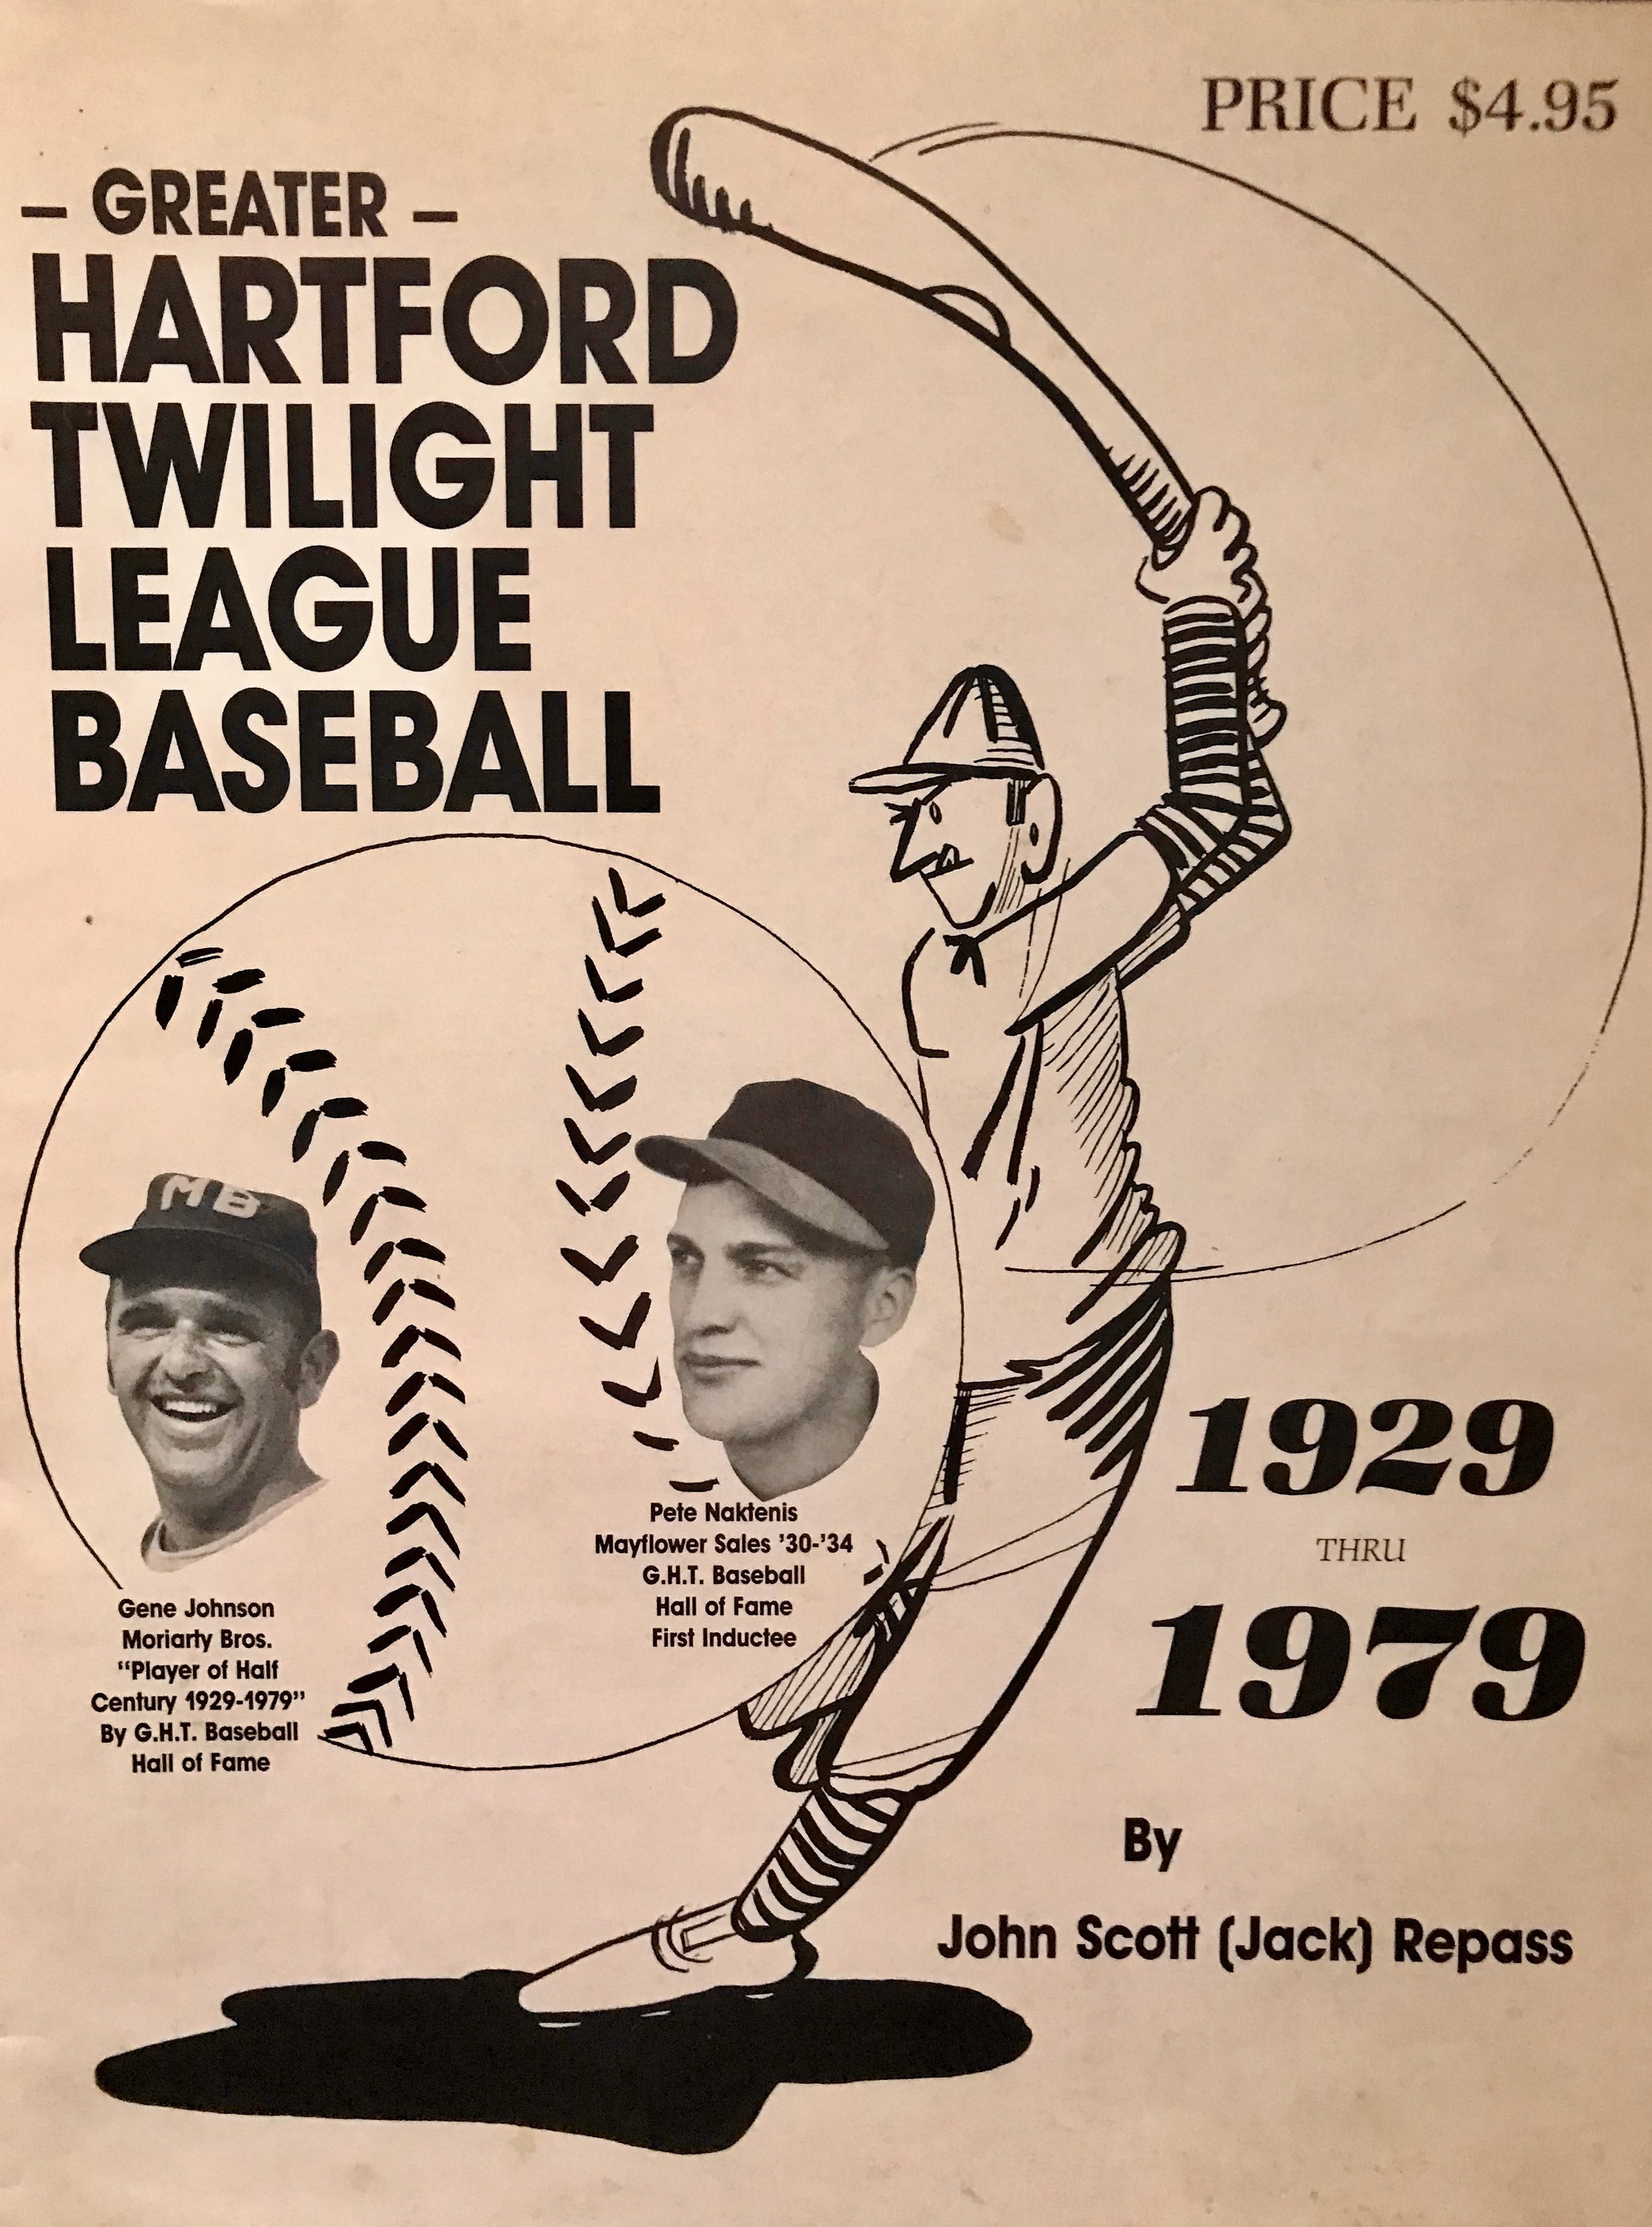 PRICE $4.95
– GREATER –
HARTFORD
TWILIGHT
LEAGUE
BASEBALL
MB
Pete Naktenis
Mayflower Sales '30-'34
G.H.T. Baseball
Hall of Fame
First Inductee
Gene Johnson
Moriarty Bros.
“Player of Half
Century 1929-1979”
By G.H.T. Baseball
Hall of Fame
1929
THRU
1979
By
John Scott (Jack) Repass